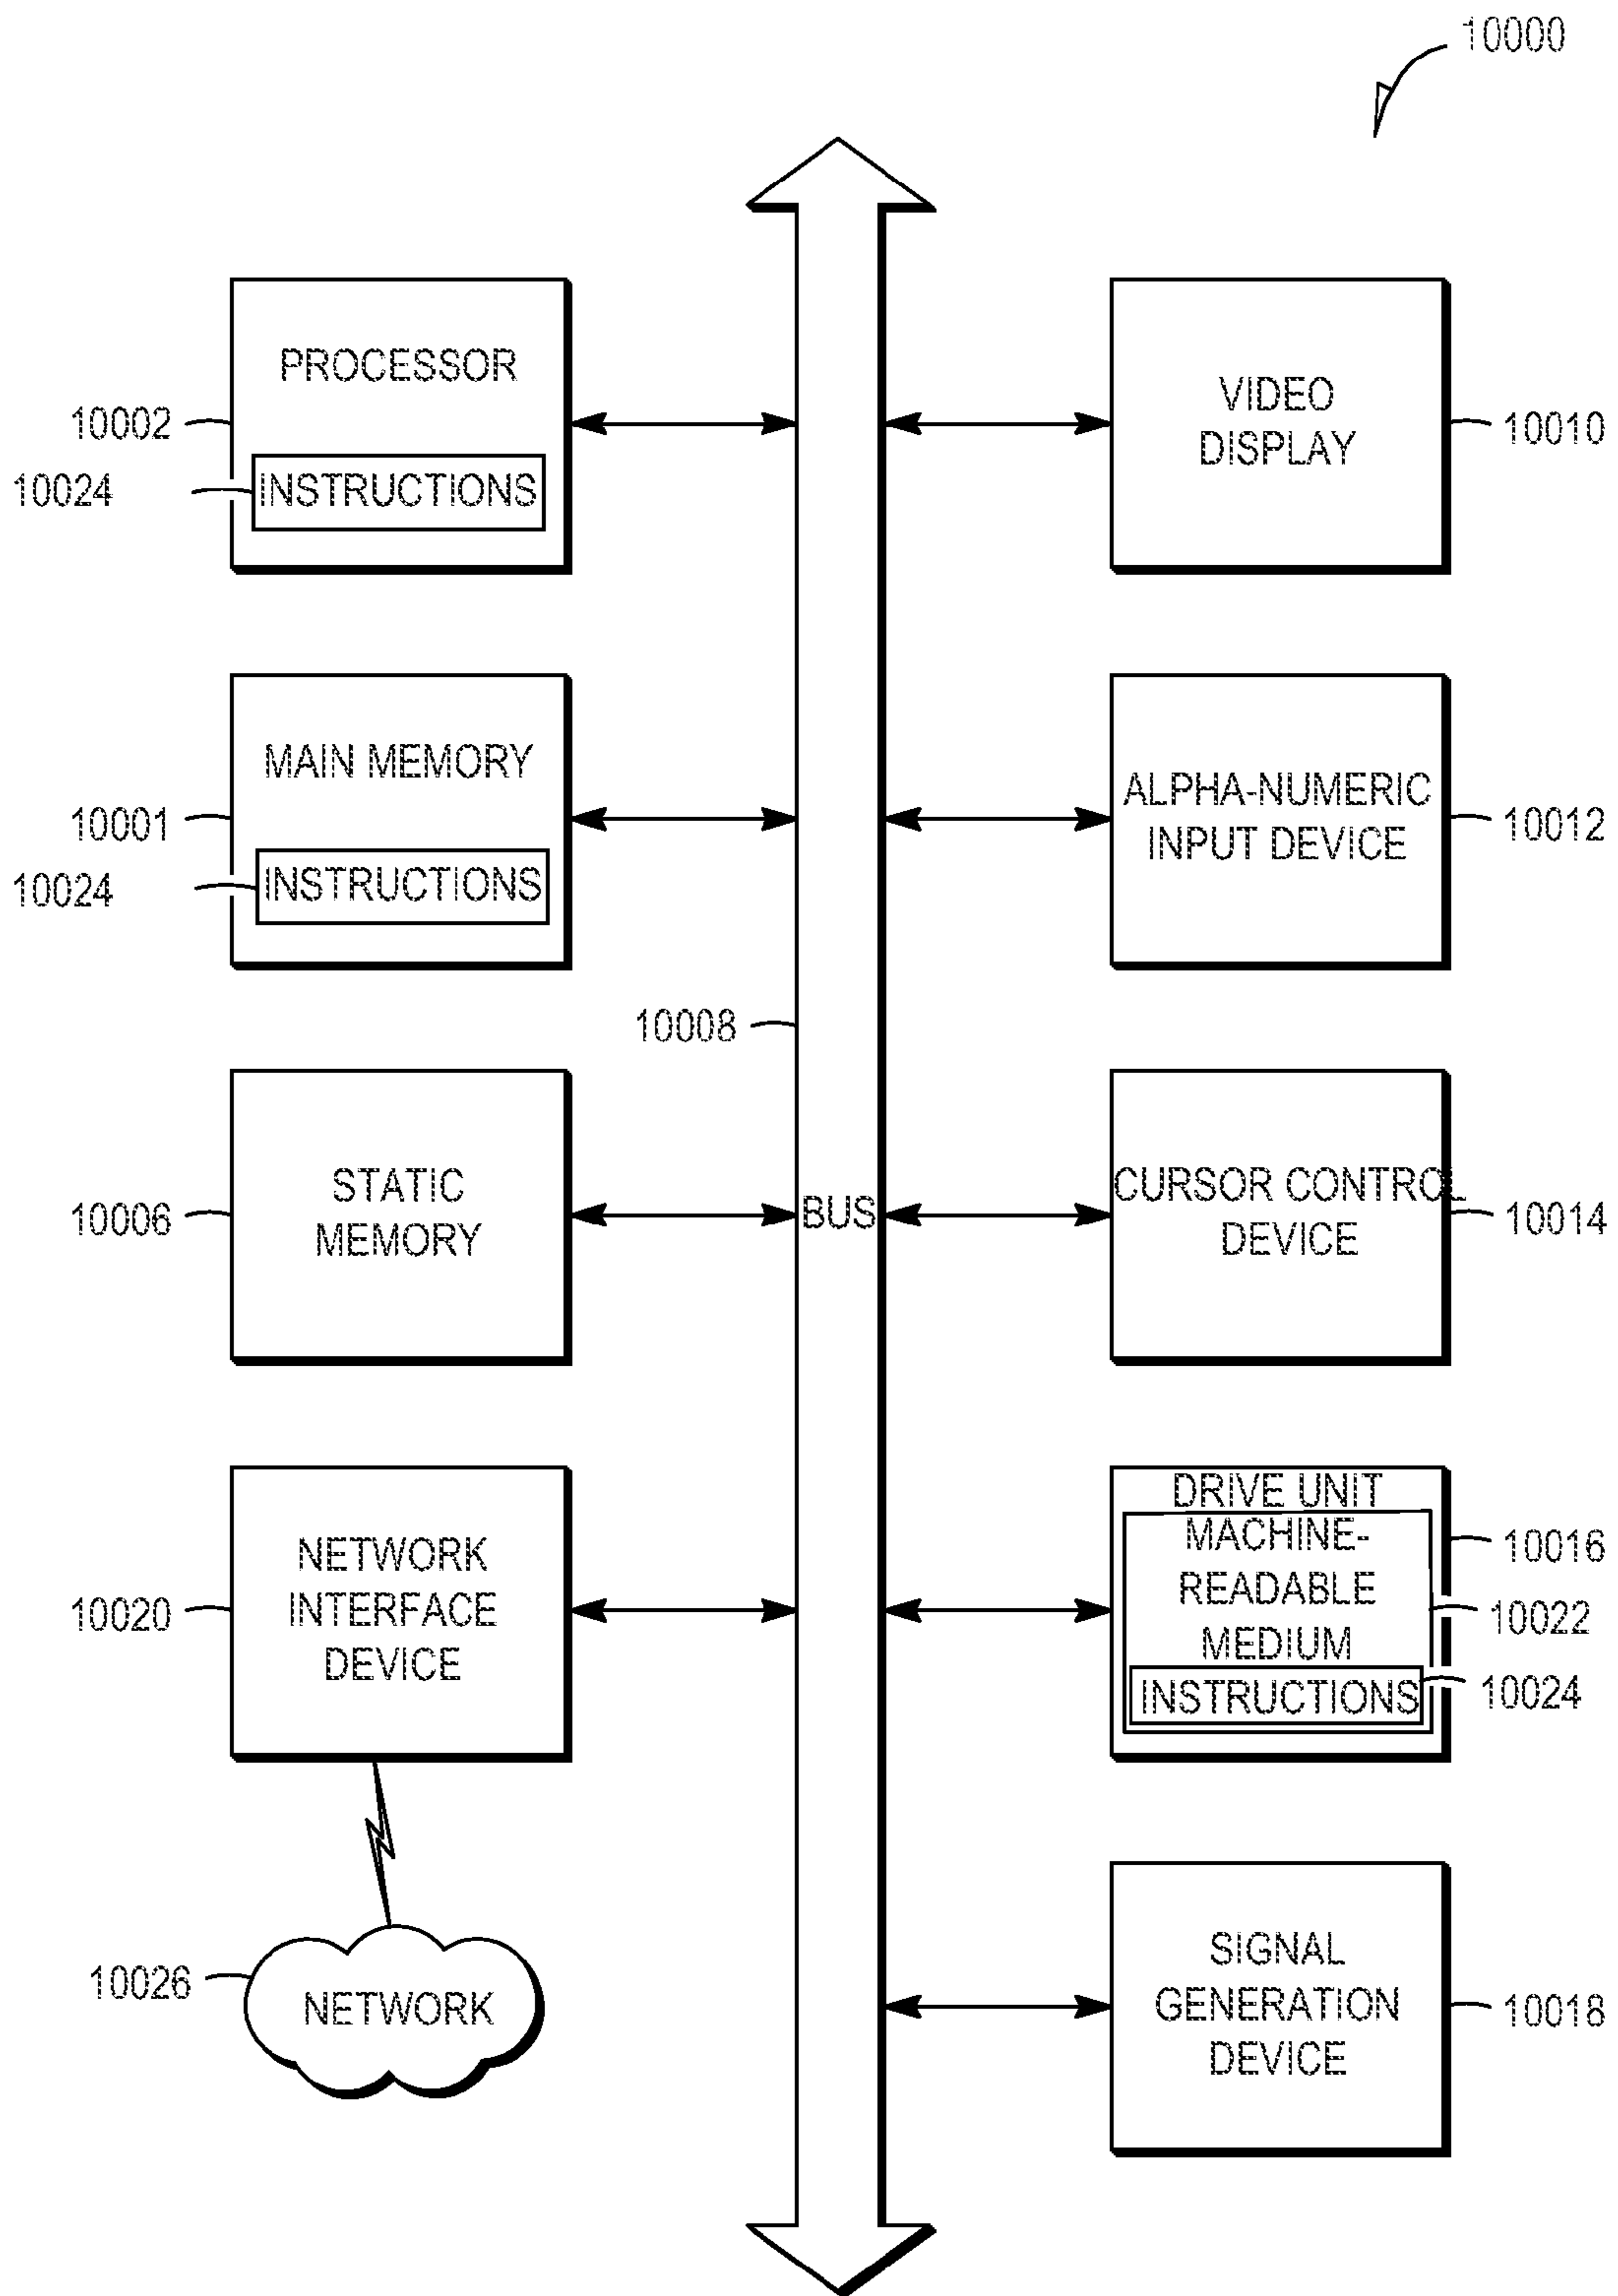 10000
PROCESSOR
10002
10024
INSTRUCTIONS
VIDEO
DISPLAY
10010
MAIN MEMORY
10001
10024
INSTRUCTIONS
ALPHA-NUMERIC
INPUT DEVICE
10012
10008
STATIC
MEMORY
10006
BUS
CURSOR CONTROL
DEVICE
10014
NETWORK
INTERFACE
DEVICE
10020
DRIVE UNIT
MACHINE-
READABLE
MEDIUM
INSTRUCTIONS
10016
10022
10024
10026
NETWORK
SIGNAL
GENERATION
DEVICE
10018